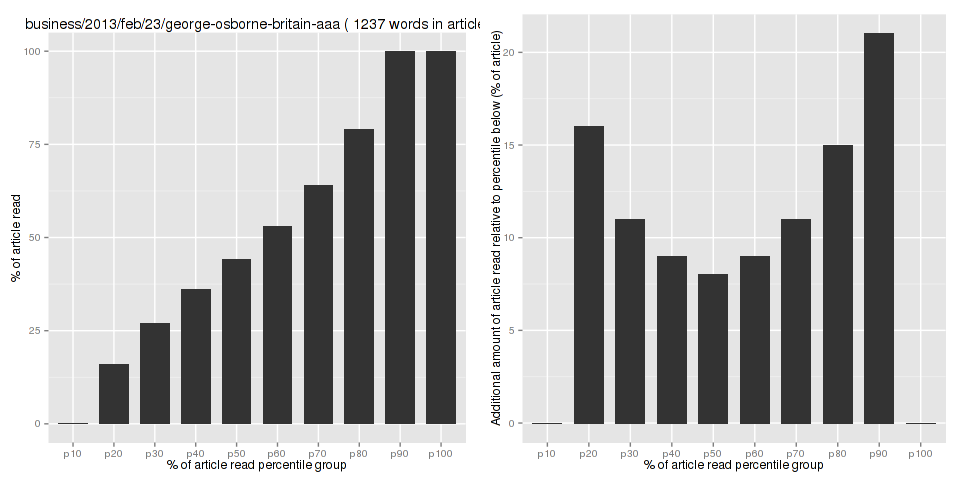 business/2013/feb/23/george-osborne-britain-aaa ( 1237 words in article
100
75
50
25
0
% of article read
p10 p20 p30 p40 p50 p60 p70 p80 p90 p100
% of article read percentile group
20
15
10
5
0
Additional amount of article read relative to percentile below (% of article)
p10 p20 p30 p40 p50 p60 p70 p80 p90 p100
% of article read percentile group